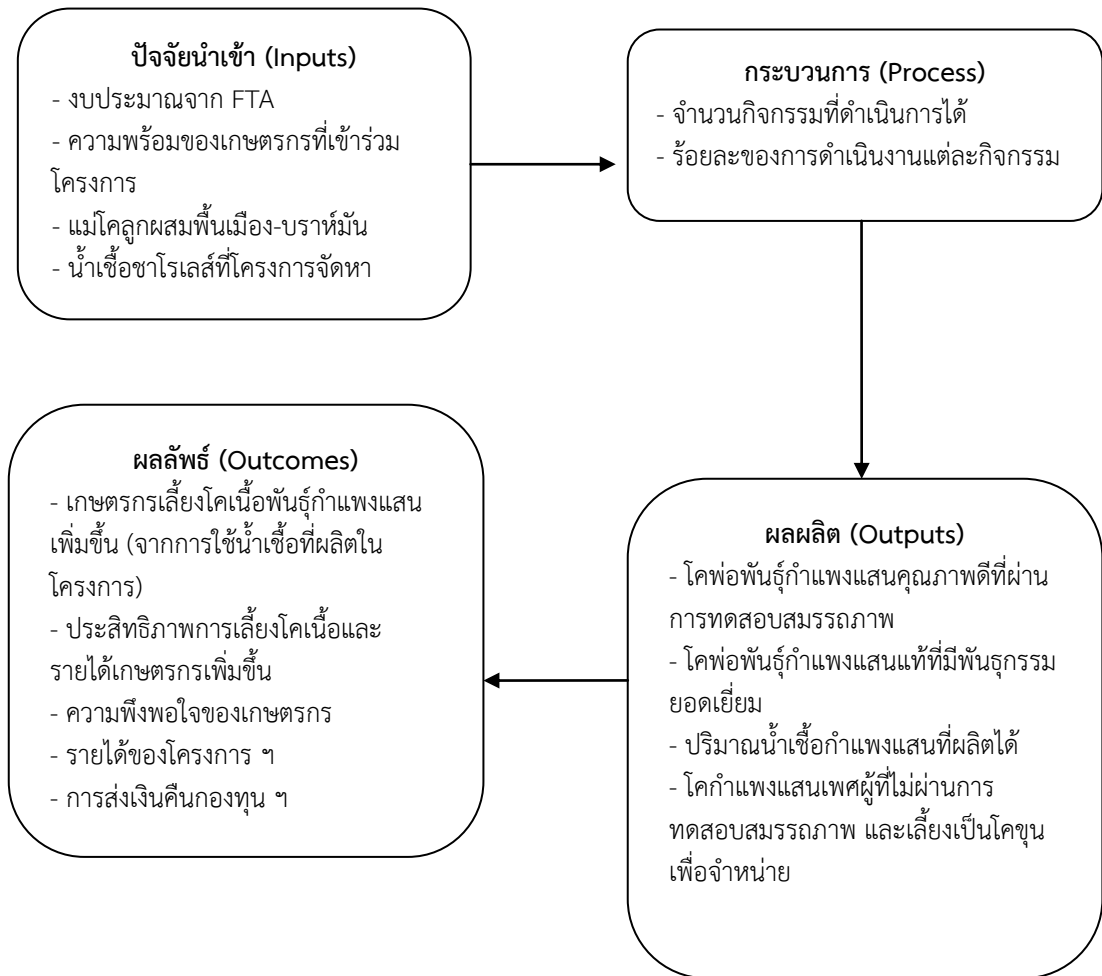 ปัจจัยนำเข้า (Inputs)
- งบประมาณจาก FTA
- ความพร้อมของเกษตรกรที่เข้าร่วม
โครงการ
- แม่โคลูกผสมพื้นเมือง-บราห์มัน
- น้ำเชื้อชาโรเลส์ที่โครงการจัดหา
กระบวนการ (Process)
- จำนวนกิจกรรมที่ดำเนินการได้
- ร้อยละของการดำเนินงานแต่ละกิจกรรม
ผลผลิต (Outputs)
- โคพ่อพันธุ์กำแพงแสนคุณภาพดีที่ผ่าน
การทดสอบสมรรถภาพ
- โคพ่อพันธุ์กำแพงแสนแท้ที่มีพันธุกรรม
ยอดเยี่ยม
- ปริมาณน้ำเชื้อกำแพงแสนที่ผลิตได้
- โคกำแพงแสนเพศผู้ที่ไม่ผ่านการ
ทดสอบสมรรถภาพ และเลี้ยงเป็นโคขุน
เพื่อจำหน่าย
ผลลัพธ์ (Outcomes)
- เกษตรกรเลี้ยงโคเนื้อพันธุ์กำแพงแสน
เพิ่มขึ้น (จากการใช้น้ำเชื้อที่ผลิตใน
โครงการ)
- ประสิทธิภาพการเลี้ยงโคเนื้อและ
รายได้เกษตรกรเพิ่มขึ้น
- ความพึงพอใจของเกษตรกร
- รายได้ของโครงการ ฯ
- การส่งเงินคืนกองทุน ฯ